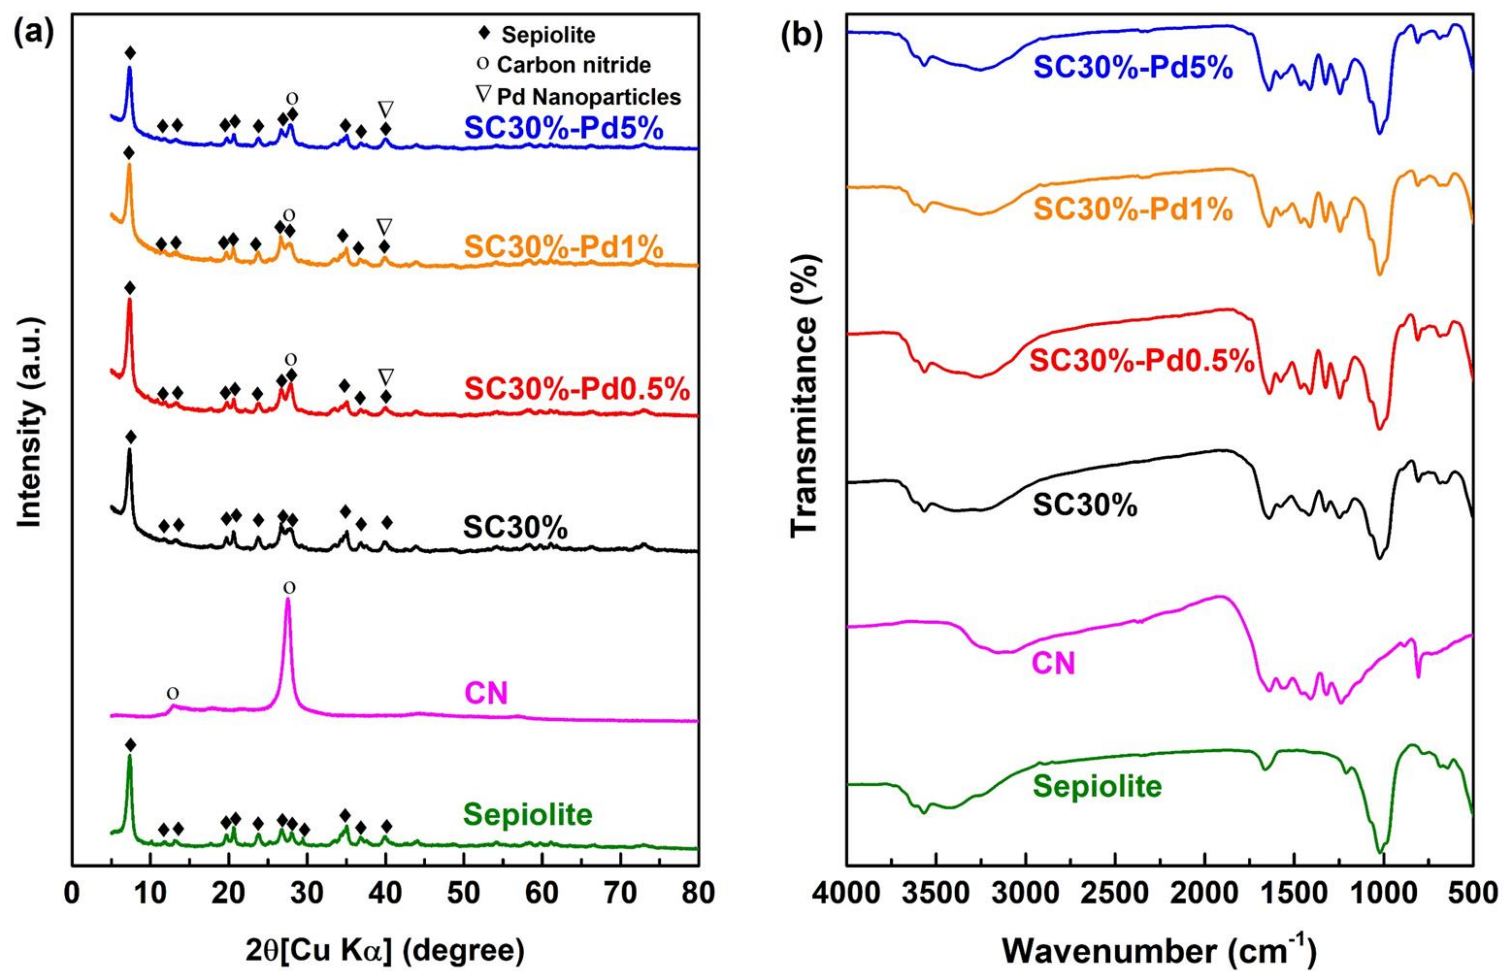 (a)
♦ Sepiolite
o Carbon nitride
▽ Pd Nanoparticles
SC30%-Pd5%
SC30%-Pd1%
SC30%-Pd0.5%
SC30%
CN
Sepiolite
Intensity (a.u.)
0 10 20 30 40 50 60 70 80
2θ[Cu Kα] (degree)
(b)
SC30%-Pd5%
SC30%-Pd1%
SC30%-Pd0.5%
SC30%
CN
Sepiolite
Transmitance (%)
4000 3500 3000 2500 2000 1500 1000 500
Wavenumber (cm⁻¹)